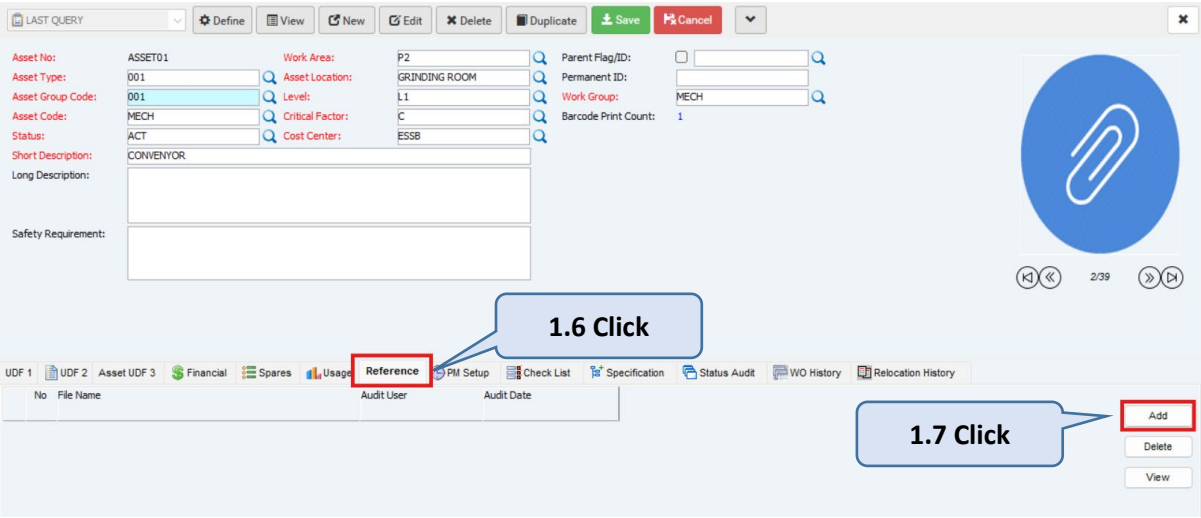 LAST QUERY Define View New Edit Delete Duplicate Save Cancel
Asset No: ASSET01 Work Area: P2 Parent Flag/ID:
Asset Type: 001 Asset Location: GRINDING ROOM Permanent ID:
Asset Group Code: 001 Level: L1 Work Group: MECH
Asset Code: MECH Critical Factor: C Barcode Print Count: 1
Status: ACT Cost Center: ESSB
Short Description: CONVENYOR
Long Description:
Safety Requirement:
2/39
1.6 Click
UDF 1 UDF 2 Asset UDF 3 Financial Spares Usage Reference PM Setup Check List Specification Status Audit WO History Relocation History
No File Name Audit User Audit Date
Add
1.7 Click
Delete
View